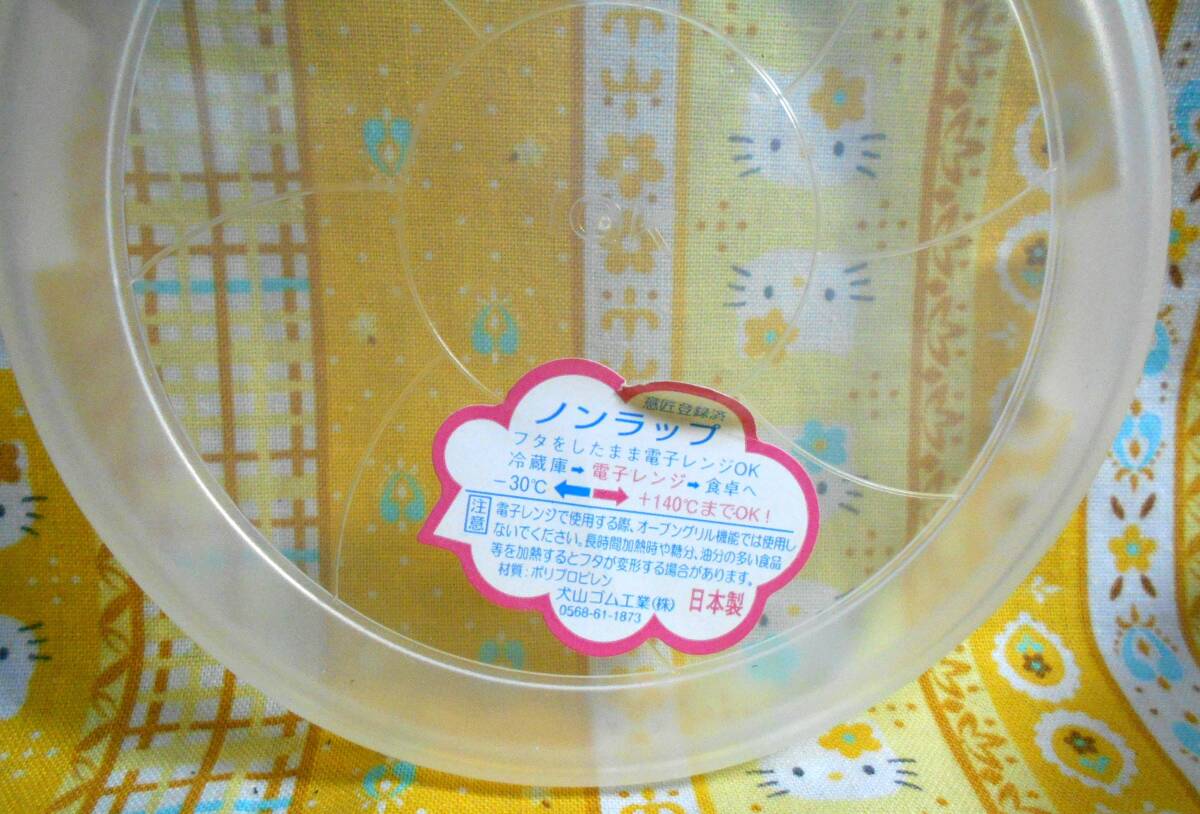 意匠登録済
ノンラップ
フタをしたまま電子レンジOK
冷蔵庫➡電子レンジ➡食卓へ
−30℃ ⬅➡ +140℃までOK!
注意
電子レンジで使用する際、オーブングリル機能では使用し
ないでください。長時間加熱時や糖分、油分の多い食品
等を加熱するとフタが変形する場合があります。
材質:ポリプロピレン
犬山ゴム工業(株) 日本製
0568-61-1873